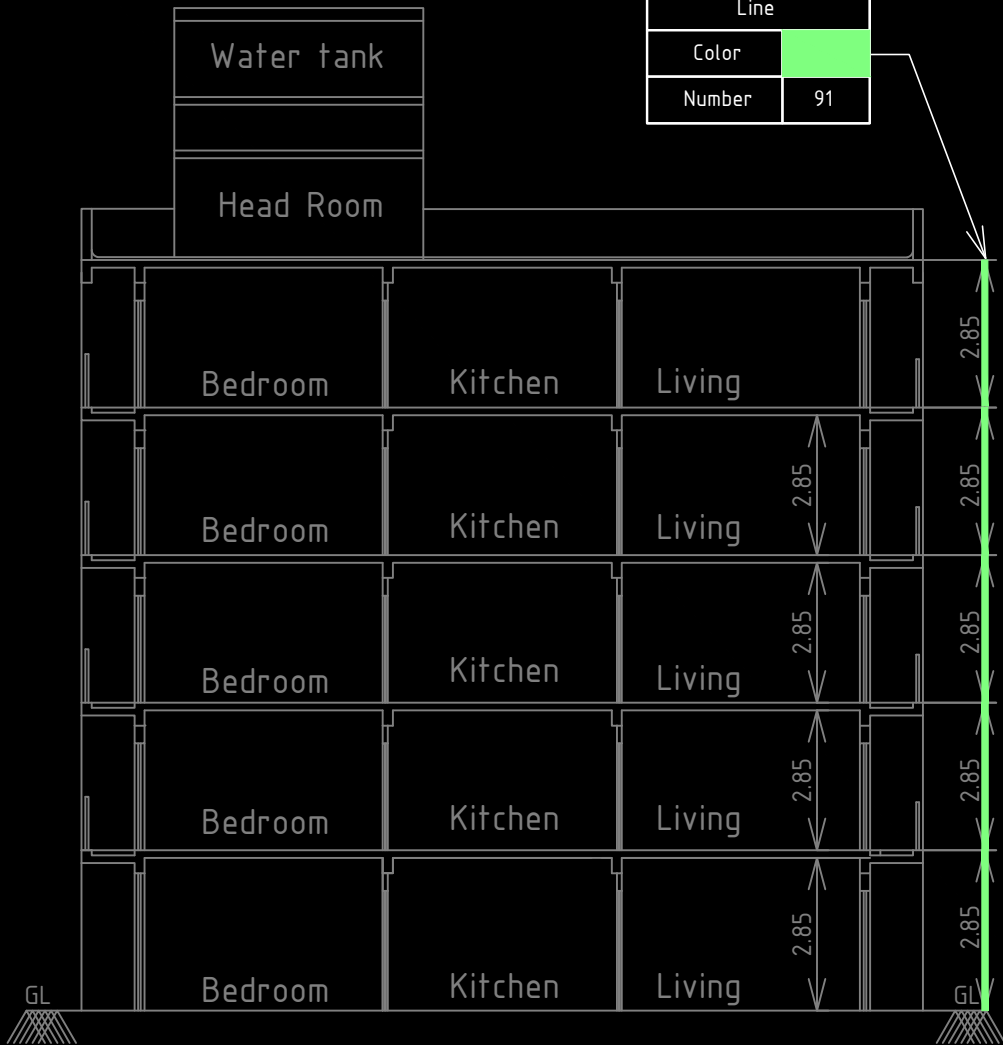 Line
Color
Number 91
Water tank
Head Room
2.85
Bedroom Kitchen Living
2.85 2.85
Bedroom Kitchen Living
2.85 2.85
Bedroom Kitchen Living
2.85 2.85
Bedroom Kitchen Living
2.85 2.85
Bedroom Kitchen Living
GL GL